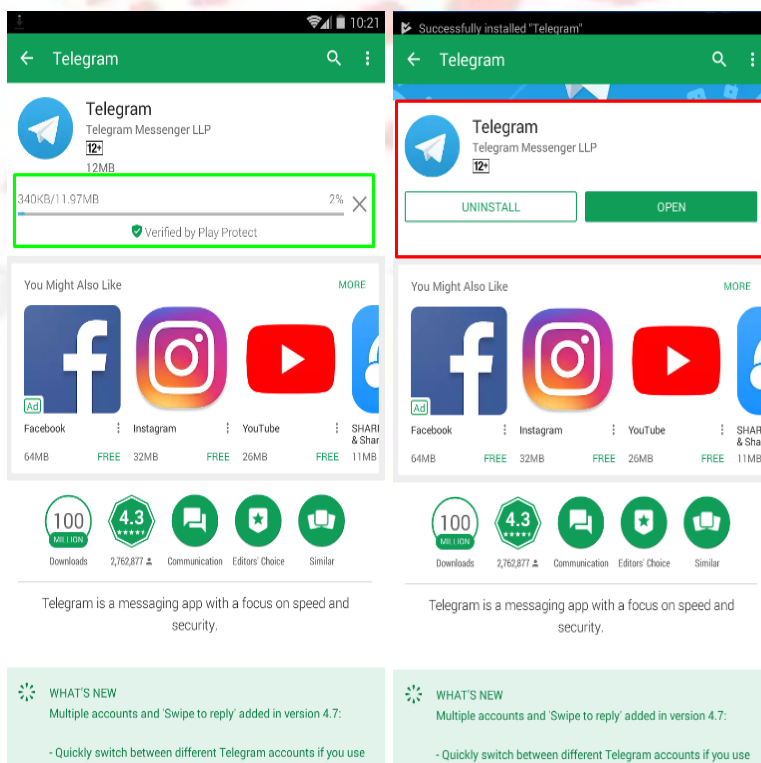 10:21
Telegram
Telegram
Telegram Messenger LLP
12+
12MB
340KB/11.97MB 2%
Verified by Play Protect
You Might Also Like MORE
Ad
Facebook Instagram YouTube SHARE
& Shar
64MB FREE 32MB FREE 26MB FREE 11MB
100 MILLION 4.3
Downloads 2,762,877 Communication Editors' Choice Similar
Telegram is a messaging app with a focus on speed and
security.
WHAT'S NEW
Multiple accounts and 'Swipe to reply' added in version 4.7:
- Quickly switch between different Telegram accounts if you use
Successfully installed "Telegram"
Telegram
Telegram
Telegram Messenger LLP
12+
UNINSTALL OPEN
You Might Also Like MORE
Ad
Facebook Instagram YouTube SHAR
& Sha
64MB FREE 32MB FREE 26MB FREE 11MB
100 MILLION 4.3
Downloads 2,762,877 Communication Editors' Choice Similar
Telegram is a messaging app with a focus on speed and
security.
WHAT'S NEW
Multiple accounts and 'Swipe to reply' added in version 4.7:
- Quickly switch between different Telegram accounts if you use